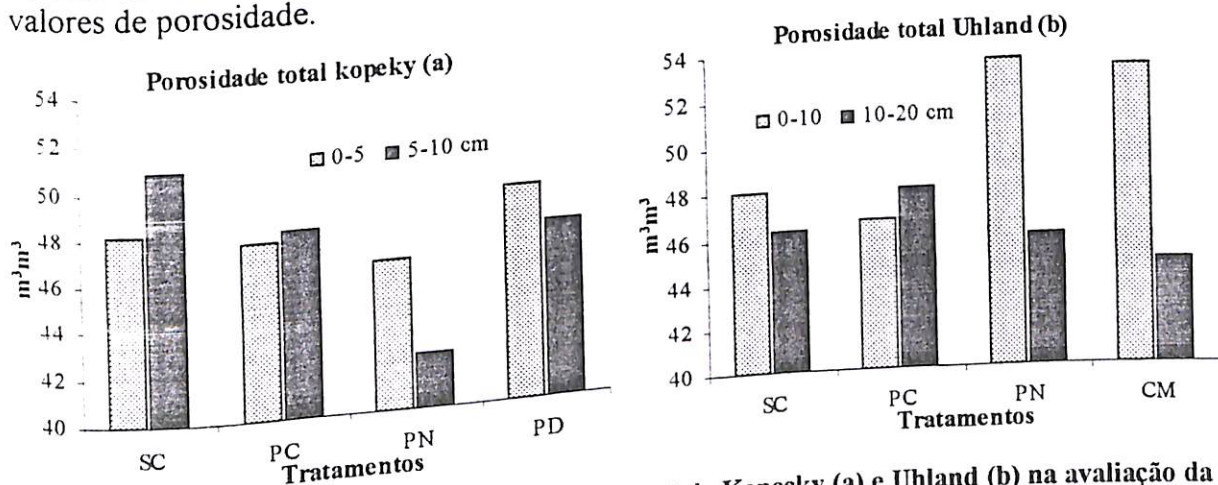 valores de porosidade.
Porosidade total kopeky (a)
54
52
50
48
46
44
42
40
m³m³
0-5 5-10 cm
SC PC PN PD
Tratamentos
Porosidade total Uhland (b)
54
52
50
48
46
44
42
40
m³m³
0-10 10-20 cm
SC PC PN CM
Tratamentos
Kopecky (a) e Uhland (b) na avaliação da